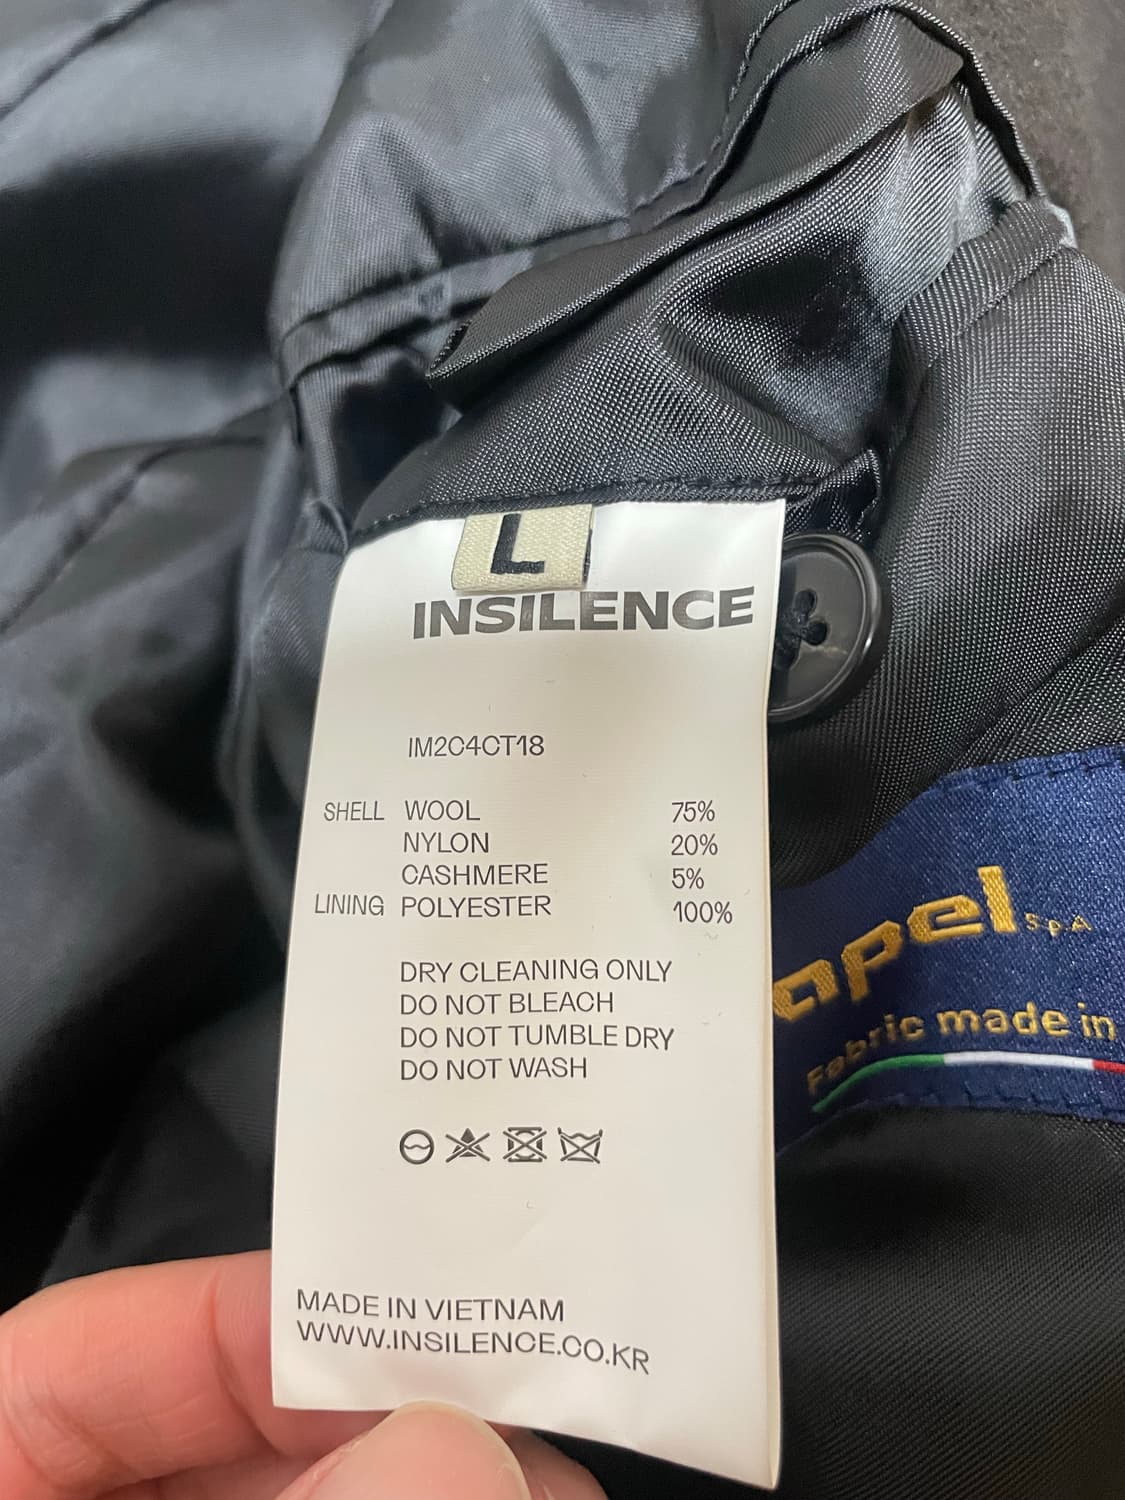 L
INSILENCE
IM2C4CT18
SHELL WOOL 75%
NYLON 20%
CASHMERE 5%
LINING POLYESTER 100%
DRY CLEANING ONLY
DO NOT BLEACH
DO NOT TUMBLE DRY
DO NOT WASH
MADE IN VIETNAM
WWW.INSILENCE.CO.KR
apel S.p.A
Fabric made in